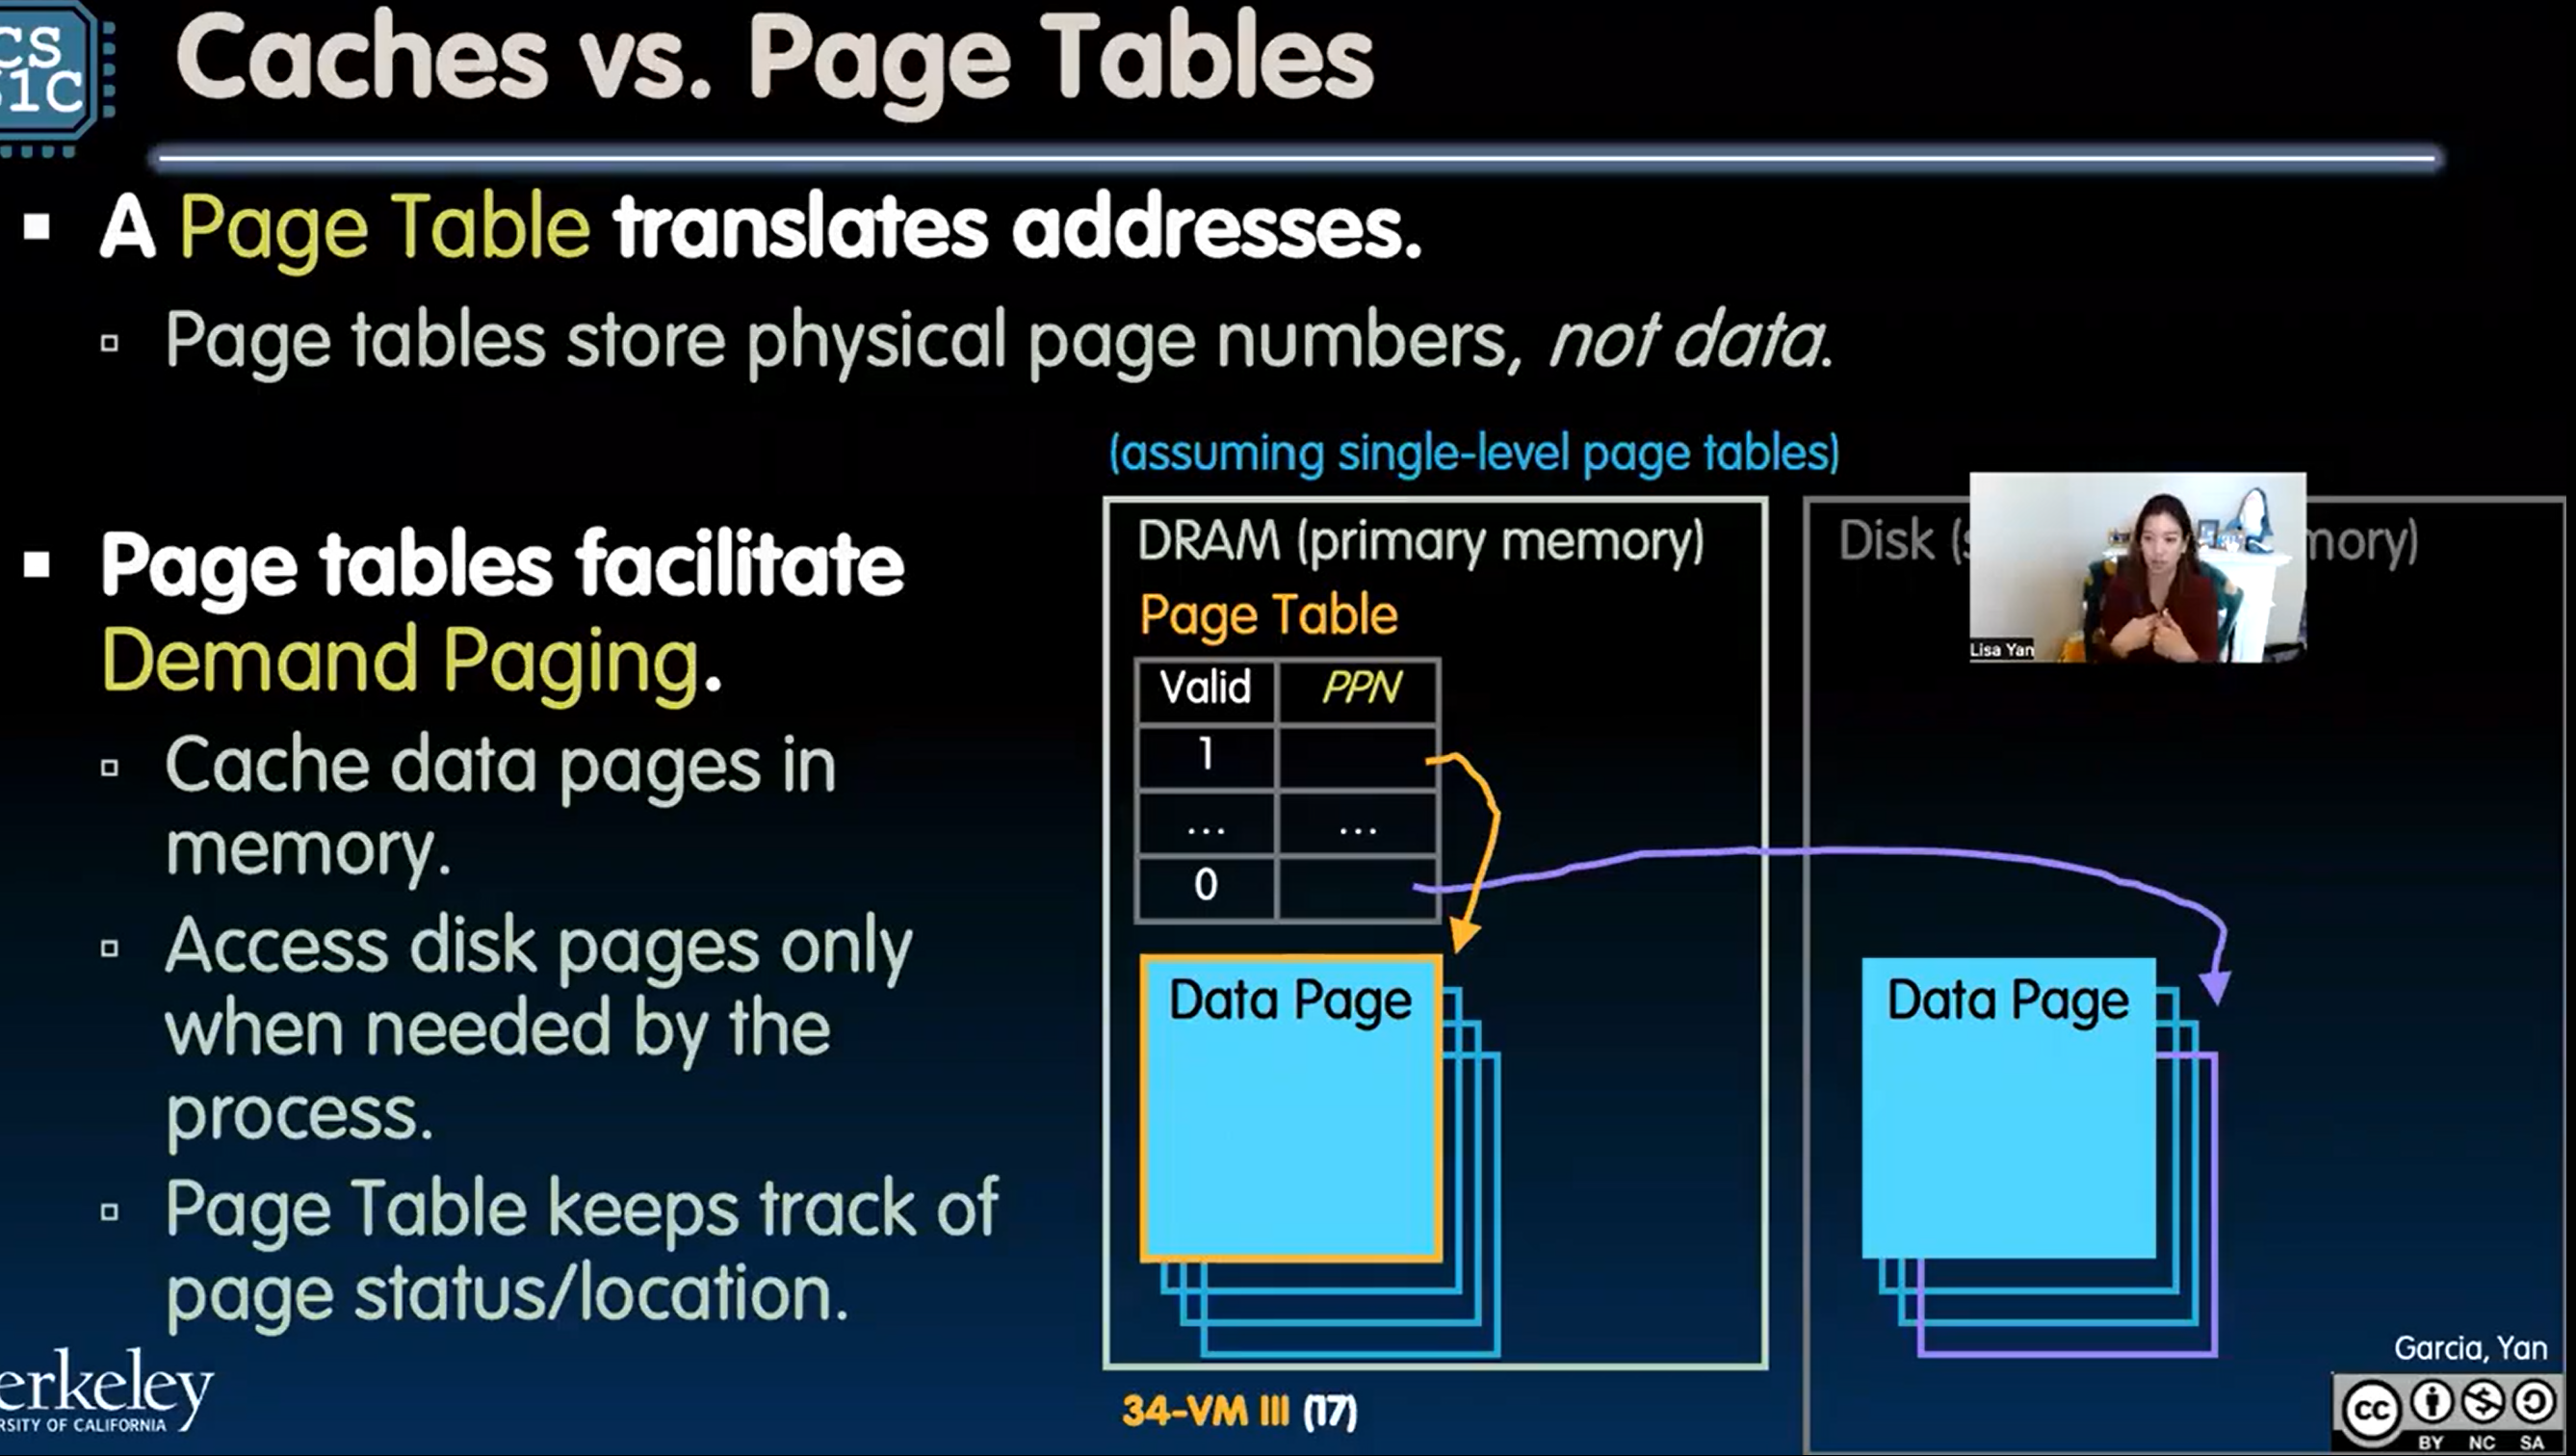 CS
61C
Caches vs. Page Tables
▪ A Page Table translates addresses.
▫ Page tables store physical page numbers, not data.
▪ Page tables facilitate
Demand Paging.
▫ Cache data pages in
memory.
▫ Access disk pages only
when needed by the
process.
▫ Page Table keeps track of
page status/location.
(assuming single-level page tables)
DRAM (primary memory)
Page Table
Valid PPN
1
... ...
0
Data Page
Disk (s
mory)
Lisa Yan
Data Page
erkeley
RSITY OF CALIFORNIA
34-VM III (17)
Garcia, Yan
cc
BY NC SA